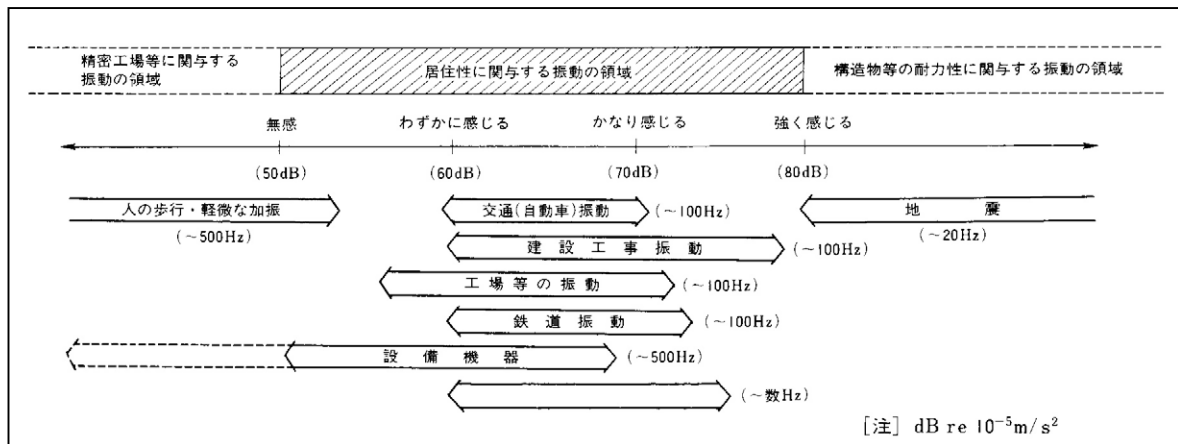 精密工場等に関与する
振動の領域
居住性に関与する振動の領域
構造物等の耐力性に関与する振動の領域
無感
わずかに感じる
かなり感じる
強く感じる
(50dB)
(60dB)
(70dB)
(80dB)
人の歩行・軽微な加振
(～500Hz)
交通(自動車)振動
(～100Hz)
地震
(～20Hz)
建設工事振動
(～100Hz)
工場等の振動
(～100Hz)
鉄道振動
(～100Hz)
設備機器
(～500Hz)
(～数Hz)
[注] dB re 10⁻⁵m/s²